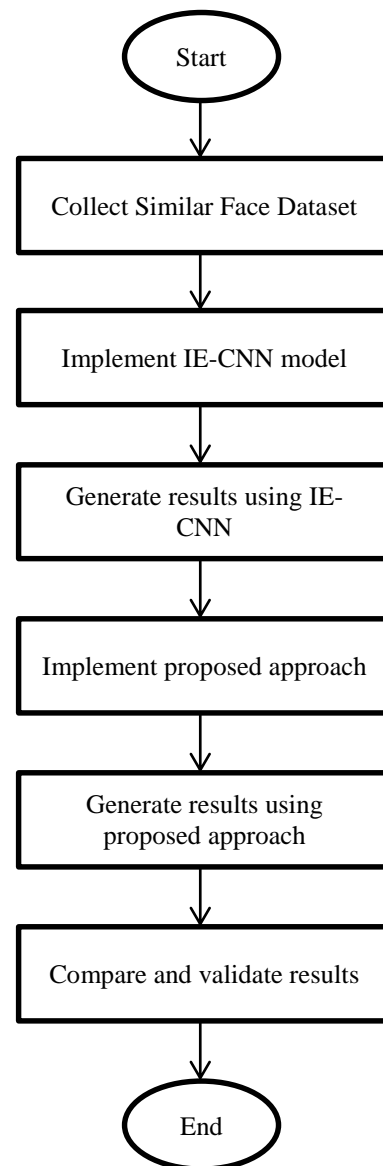 Start
Collect Similar Face Dataset
Implement IE-CNN model
Generate results using IE-
CNN
Implement proposed approach
Generate results using
proposed approach
Compare and validate results
End